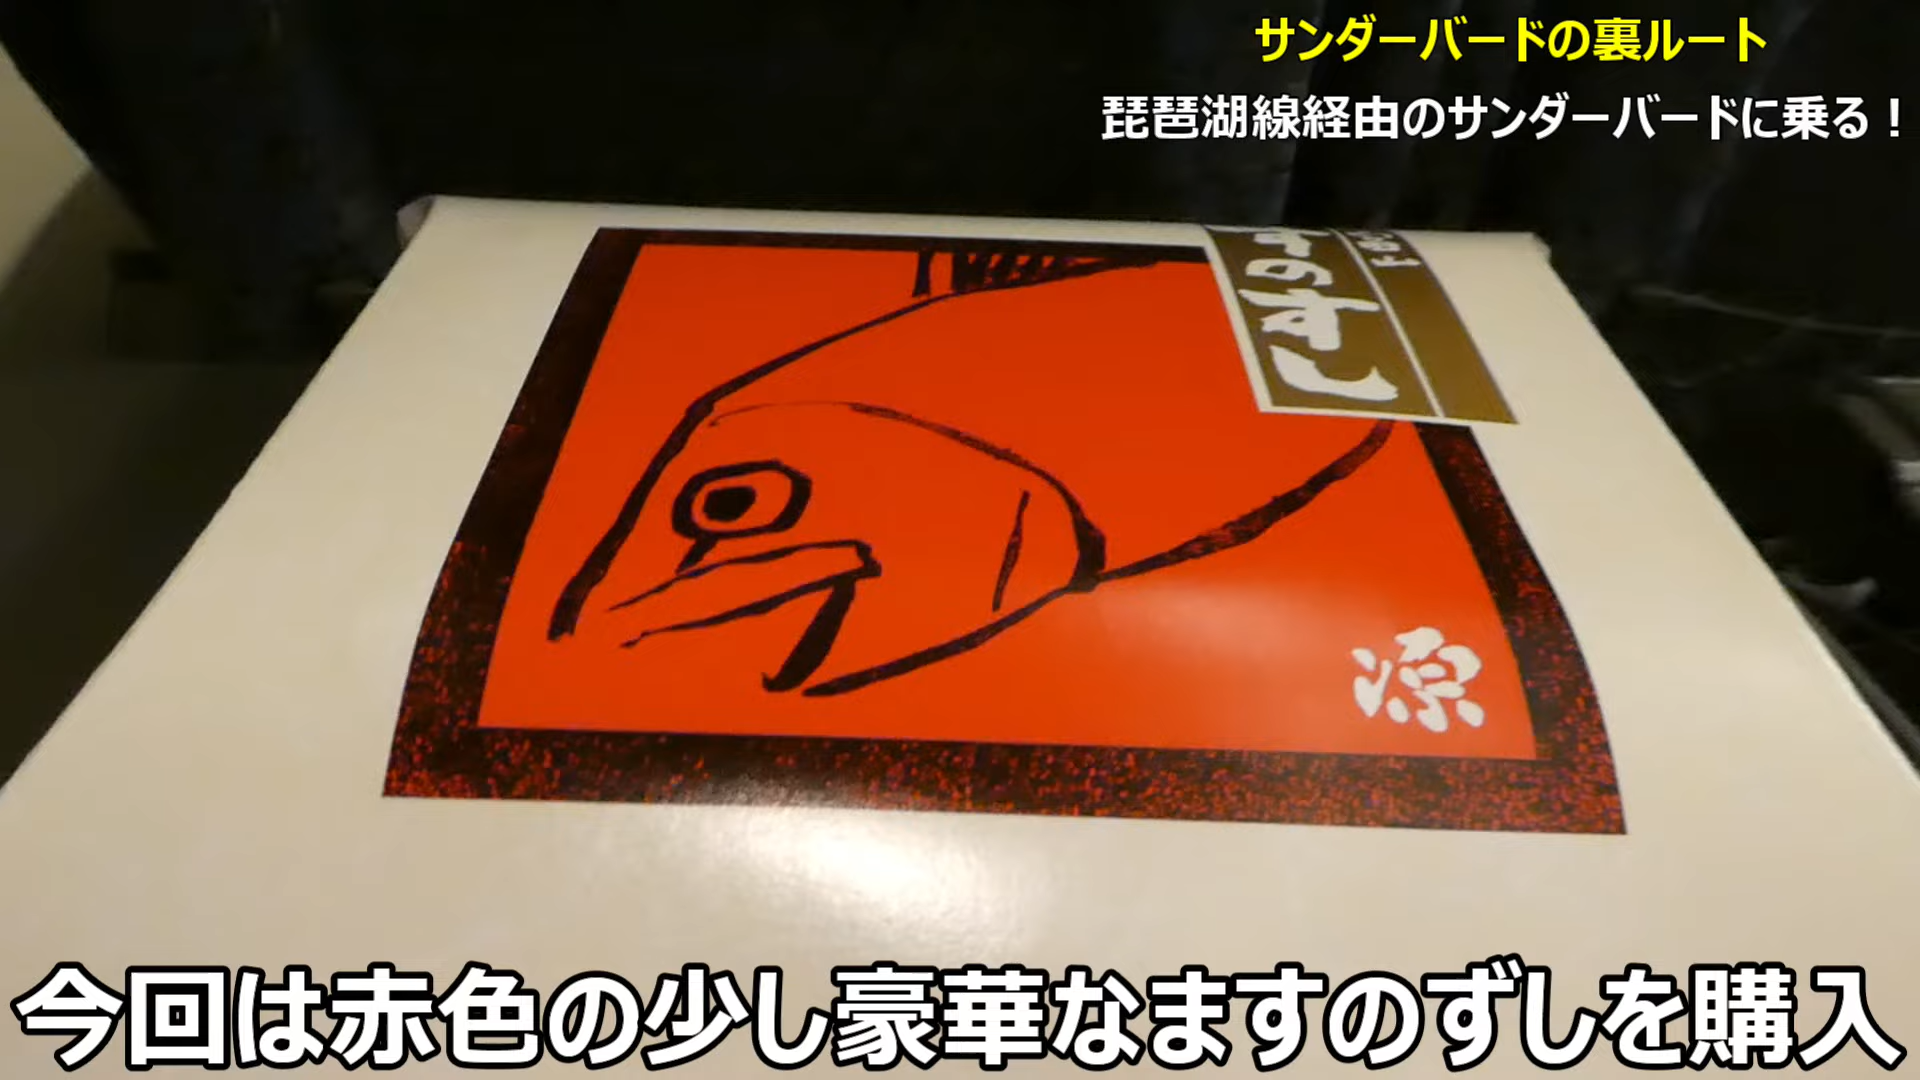 サンダーバードの裏ルート
琵琶湖線経由のサンダーバードに乗る！
のすし
源
今回は赤色の少し豪華なますのずしを購入